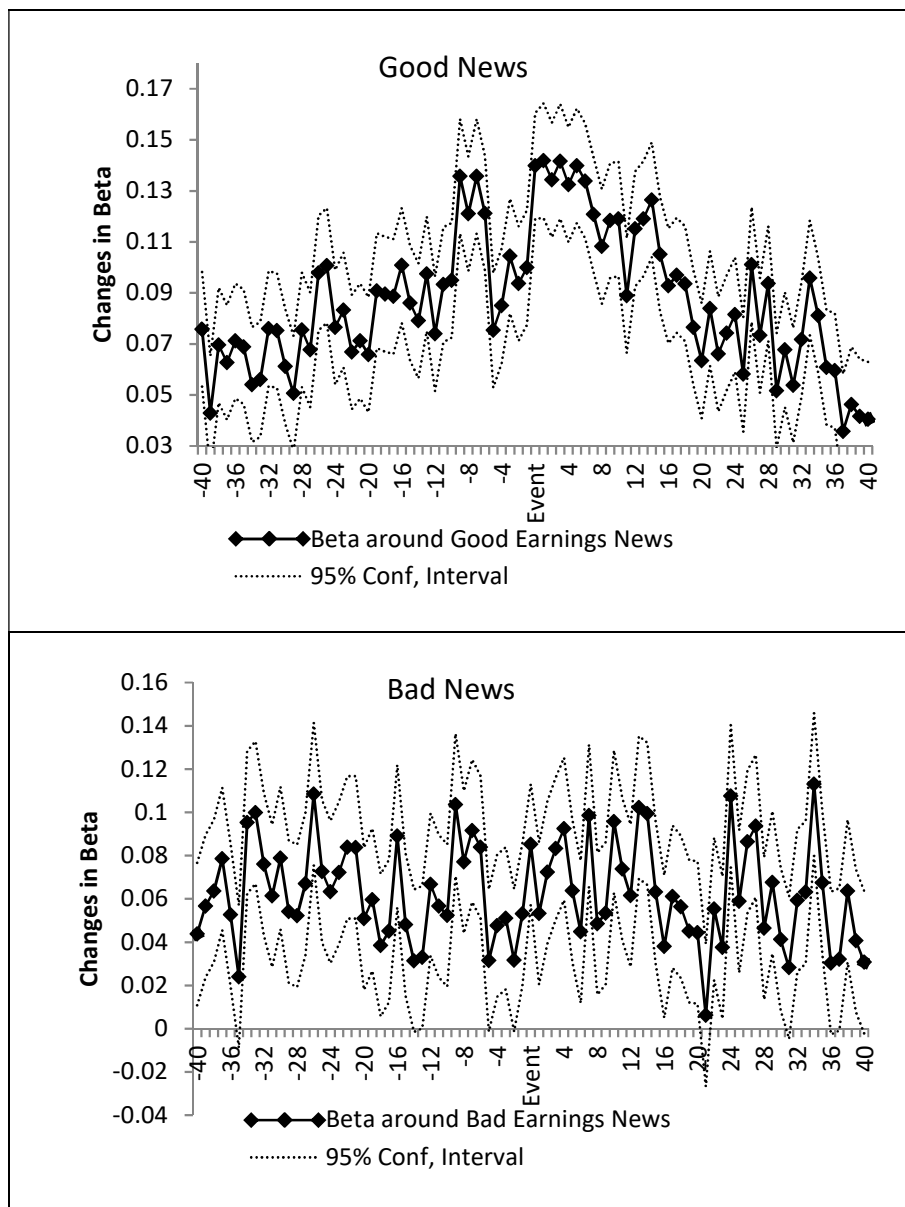 Good News
Changes in Beta
0.17
0.15
0.13
0.11
0.09
0.07
0.05
0.03
-40 -36 -32 -28 -24 -20 -16 -12 -8 -4 Event 4 8 12 16 20 24 28 32 36 40
Beta around Good Earnings News
95% Conf, Interval
Bad News
Changes in Beta
0.16
0.14
0.12
0.1
0.08
0.06
0.04
0.02
0
-0.02
-0.04
-40 -36 -32 -28 -24 -20 -16 -12 -8 -4 Event 4 8 12 16 20 24 28 32 36 40
Beta around Bad Earnings News
95% Conf, Interval